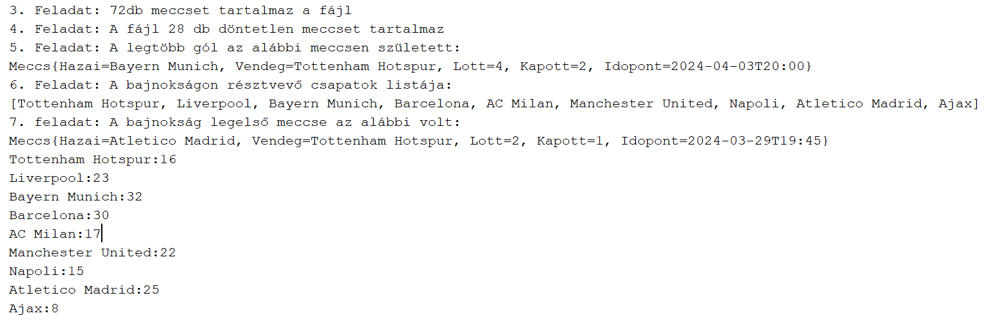 3. Feladat: 72db meccset tartalmaz a fájl
4. Feladat: A fájl 28 db döntetlen meccset tartalmaz
5. Feladat: A legtöbb gól az alábbi meccsen született:
Meccs{Hazai=Bayern Munich, Vendeg=Tottenham Hotspur, Lott=4, Kapott=2, Idopont=2024-04-03T20:00}
6. Feladat: A bajnokságon résztvevő csapatok listája:
[Tottenham Hotspur, Liverpool, Bayern Munich, Barcelona, AC Milan, Manchester United, Napoli, Atletico Madrid, Ajax]
7. feladat: A bajnokság legelső meccse az alábbi volt:
Meccs{Hazai=Atletico Madrid, Vendeg=Tottenham Hotspur, Lott=2, Kapott=1, Idopont=2024-03-29T19:45}
Tottenham Hotspur:16
Liverpool:23
Bayern Munich:32
Barcelona:30
AC Milan:17
Manchester United:22
Napoli:15
Atletico Madrid:25
Ajax:8